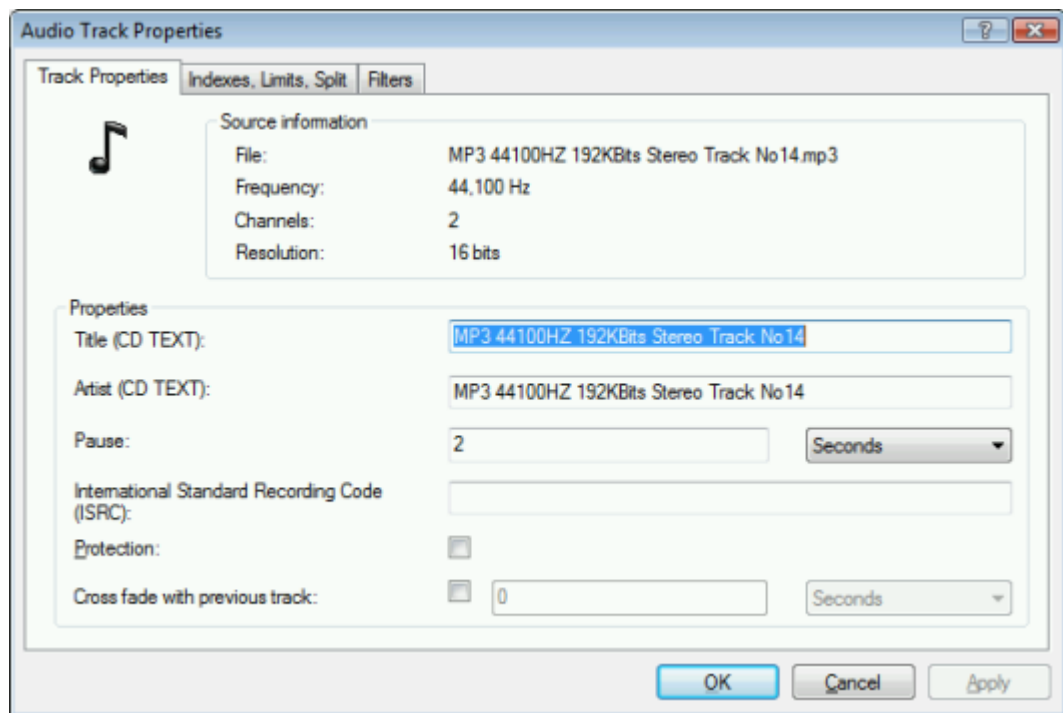 Audio Track Properties
Track Properties Indexes, Limits, Split Filters
Source information
File: MP3 44100HZ 192KBits Stereo Track No14.mp3
Frequency: 44,100 Hz
Channels: 2
Resolution: 16 bits
Properties
Title (CD TEXT): MP3 44100HZ 192KBits Stereo Track No14
Artist (CD TEXT): MP3 44100HZ 192KBits Stereo Track No14
Pause: 2 Seconds
International Standard Recording Code
(ISRC):
Protection:
Cross fade with previous track: 0 Seconds
OK Cancel Apply